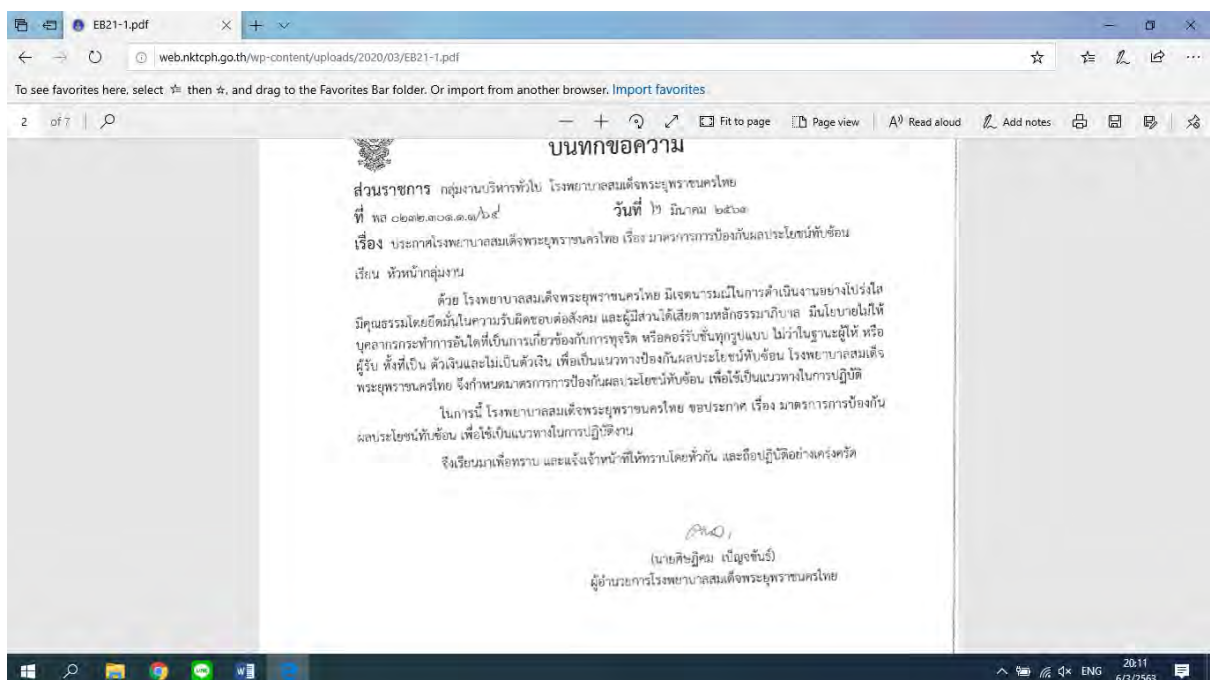 EB21-1.pdf
web.nktcph.go.th/wp-content/uploads/2020/03/EB21-1.pdf
To see favorites here, select then ☆, and drag to the Favorites Bar folder. Or import from another browser. Import favorites
2 of 7 Fit to page Page view Read aloud Add notes
บันทึกข้อความ
ส่วนราชการ กลุ่มงานบริหารทั่วไป โรงพยาบาลสมเด็จพระยุพราชนครไทย
ที่ พล วันที่ มีนาคม
เรื่อง ประกาศโรงพยาบาลสมเด็จพระยุพราชนครไทย เรื่อง มาตรการการป้องกันผลประโยชน์ทับซ้อน
เรียน หัวหน้ากลุ่มงาน
ด้วย โรงพยาบาลสมเด็จพระยุพราชนครไทย มีเจตนารมณ์ในการดำเนินงานอย่างโปร่งใส
มีคุณธรรมโดยยึดมั่นในความรับผิดชอบต่อสังคม และผู้มีส่วนได้เสียตามหลักธรรมาภิบาล มีนโยบายไม่ให้
บุคลากรกระทำการอันใดที่เป็นการเกี่ยวข้องกับการทุจริต หรือคอร์รัปชั่นทุกรูปแบบ ไม่ว่าในฐานะผู้ให้ หรือ
ผู้รับ ทั้งที่เป็น ตัวเงินและไม่เป็นตัวเงิน เพื่อเป็นแนวทางป้องกันผลประโยชน์ทับซ้อน โรงพยาบาลสมเด็จ
พระยุพราชนครไทย จึงกำหนดมาตรการการป้องกันผลประโยชน์ทับซ้อน เพื่อใช้เป็นแนวทางในการปฏิบัติ
ในการนี้ โรงพยาบาลสมเด็จพระยุพราชนครไทย ขอประกาศ เรื่อง มาตรการการป้องกัน
ผลประโยชน์ทับซ้อน เพื่อใช้เป็นแนวทางในการปฏิบัติงาน
จึงเรียนมาเพื่อทราบ และแจ้งเจ้าหน้าที่ให้ทราบโดยทั่วกัน และถือปฏิบัติอย่างเคร่งครัด
ผู้อำนวยการโรงพยาบาลสมเด็จพระยุพราชนครไทย
ENG 20:11
6/3/2563